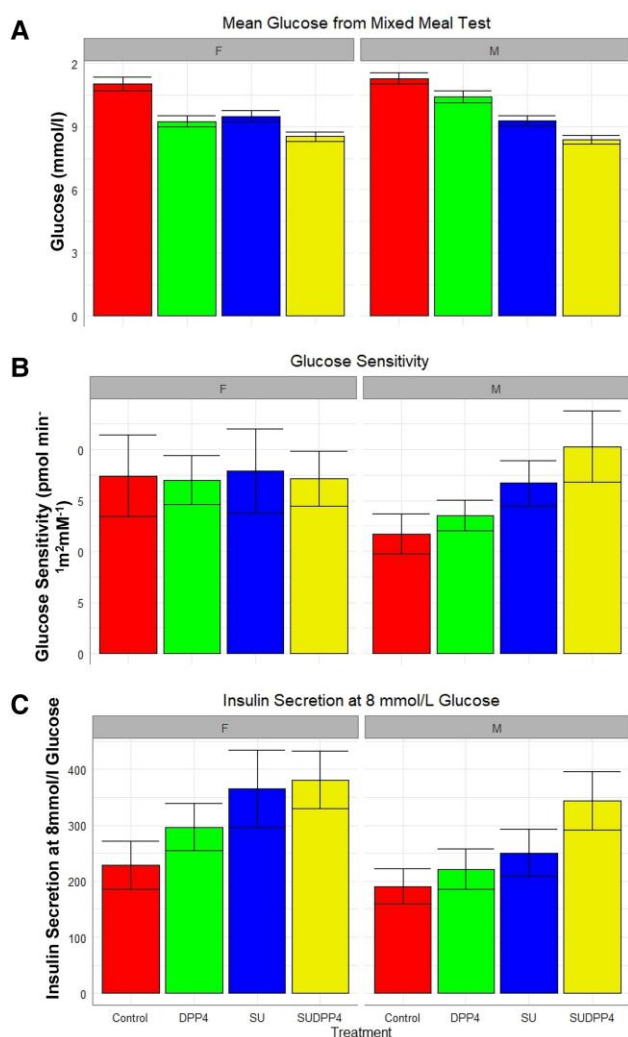 A
Mean Glucose from Mixed Meal Test
F M
2
9
6
3
0
Glucose (mmol/l)
B
Glucose Sensitivity
F M
0
5
0
5
0
Glucose Sensitivity (pmol min-
1m²mM-1)
C
Insulin Secretion at 8 mmol/L Glucose
F M
400
300
200
100
0
Insulin Secretion at 8mmol/l Glucose
Control DPP4 SU SUDPP4 Control DPP4 SU SUDPP4
Treatment